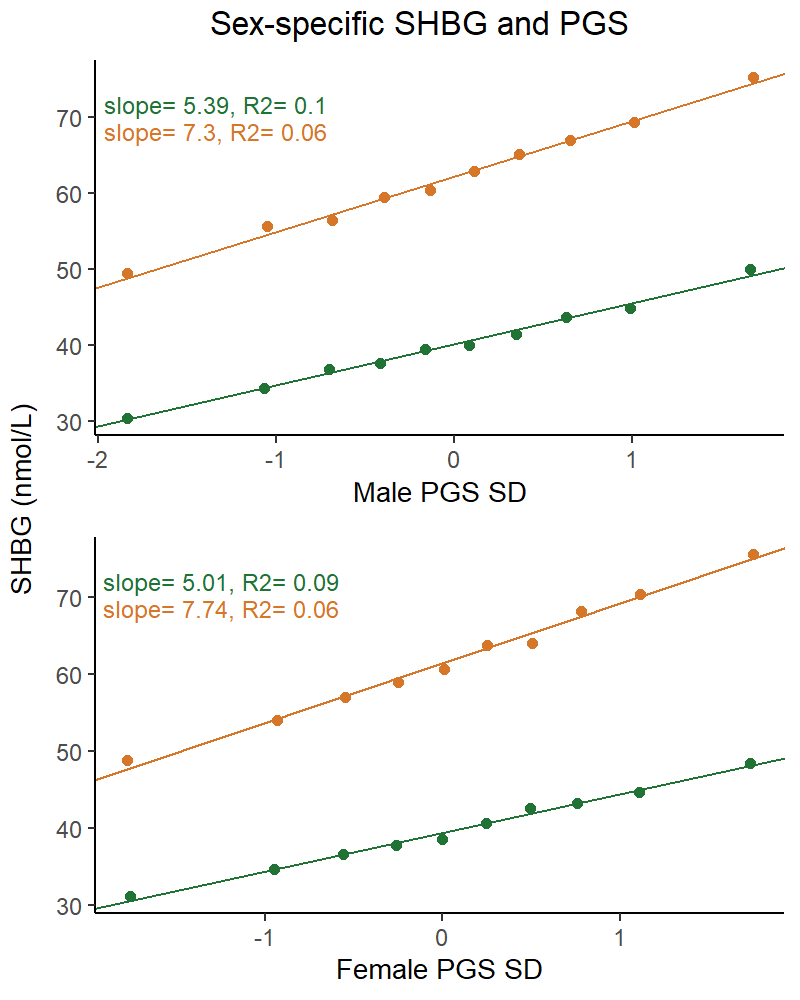 Sex-specific SHBG and PGS
SHBG (nmol/L)
slope= 5.39, R2= 0.1
slope= 7.3, R2= 0.06
70
60
50
40
30
-2 -1 0 1
Male PGS SD
slope= 5.01, R2= 0.09
slope= 7.74, R2= 0.06
70
60
50
40
30
-1 0 1
Female PGS SD